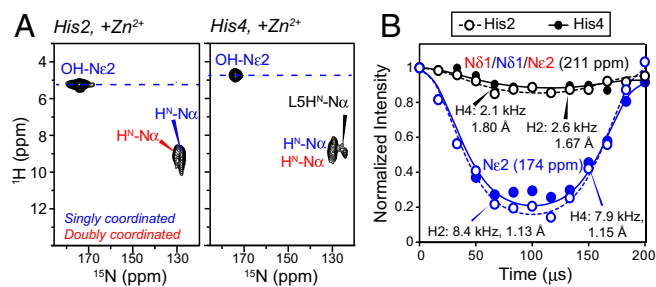 A
His2, +Zn²⁺
His4, +Zn²⁺
OH-Nε2
OH-Nε2
Hᴺ-Nα
Hᴺ-Nα
L5Hᴺ-Nα
Hᴺ-Nα
Hᴺ-Nα
Singly coordinated
Doubly coordinated
¹H (ppm)
4
6
8
10
12
14
170
150
130
170
150
130
¹⁵N (ppm)
¹⁵N (ppm)
B
His2
His4
Nδ1/Nδ1/Nε2 (211 ppm)
H4: 2.1 kHz
1.80 Å
H2: 2.6 kHz
1.67 Å
Nε2 (174 ppm)
H2: 8.4 kHz, 1.13 Å
H4: 7.9 kHz,
1.15 Å
Normalized Intensity
1
0.8
0.6
0.4
0.2
0
0
50
100
150
200
Time (μs)